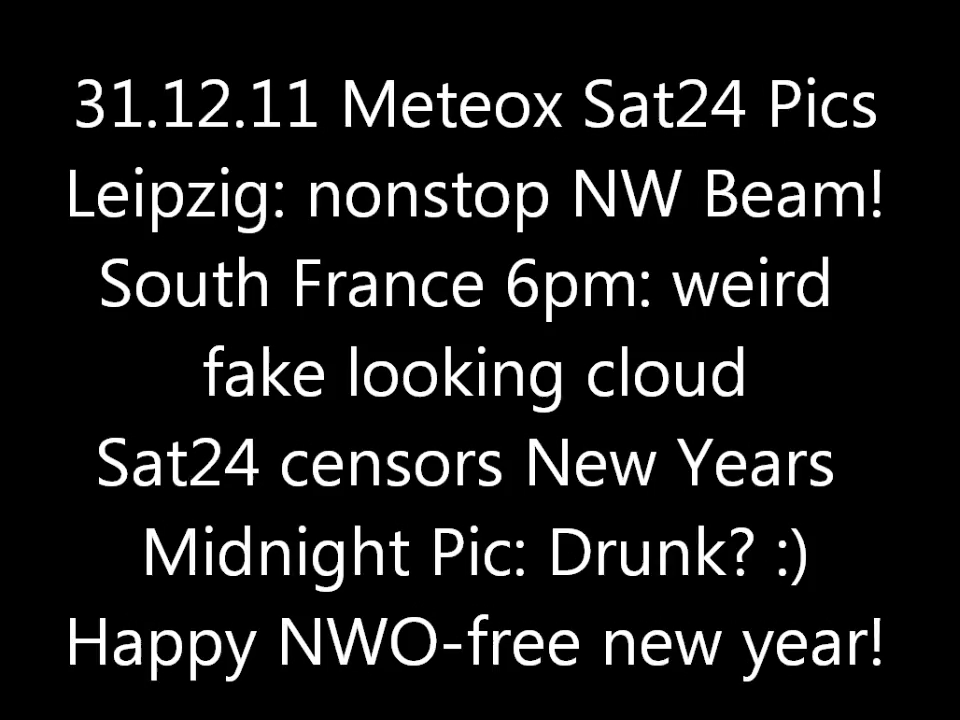 31.12.11 Meteox Sat24 Pics
Leipzig: nonstop NW Beam!
South France 6pm: weird
fake looking cloud
Sat24 censors New Years
Midnight Pic: Drunk? :)
Happy NWO-free new year!